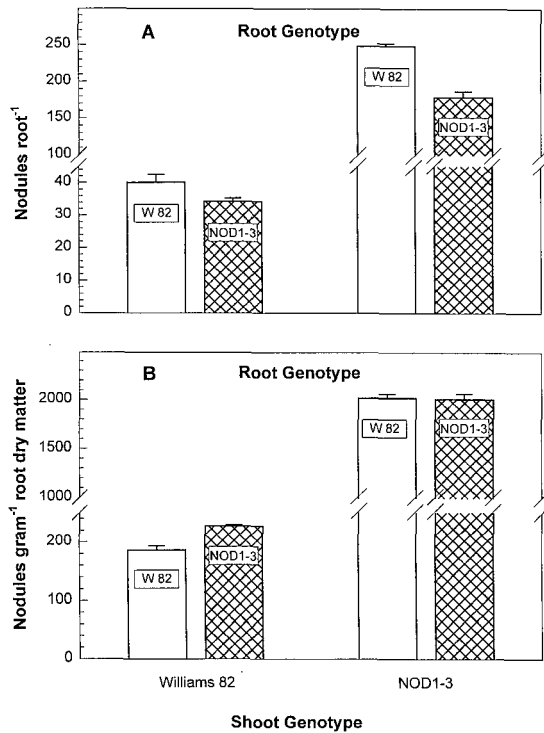 A Root Genotype
Nodules root⁻¹
250
200
150
100
40
30
20
10
0
W 82
NOD1-3
W 82
NOD1-3
B Root Genotype
Nodules gram⁻¹ root dry matter
2000
1500
1000
200
100
0
W 82
NOD1-3
W 82
NOD1-3
Williams 82 NOD1-3
Shoot Genotype